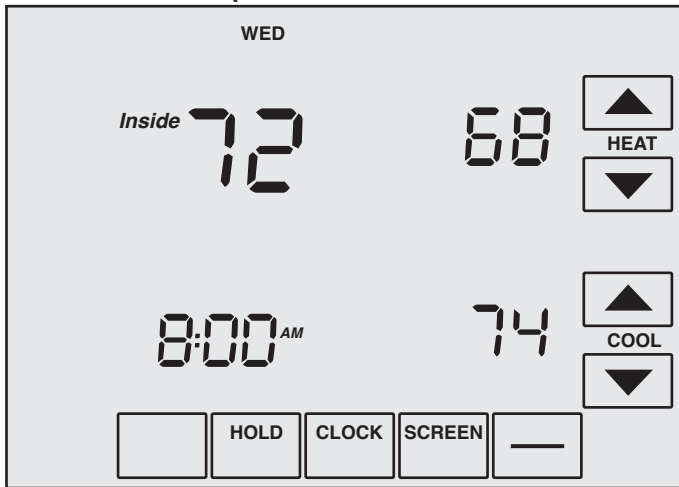 WED
Inside 72 68
HEAT
8:00 AM 74
COOL
HOLD CLOCK SCREEN